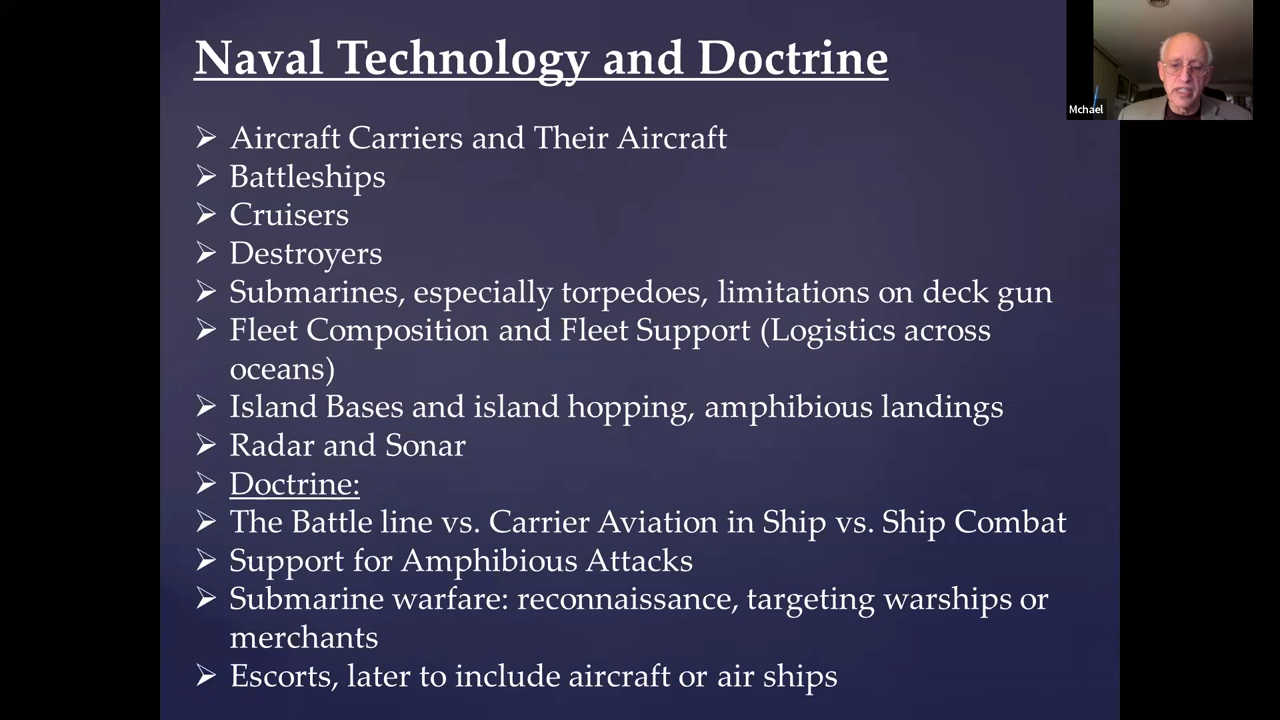 Naval Technology and Doctrine
Mchael
➢ Aircraft Carriers and Their Aircraft
➢ Battleships
➢ Cruisers
➢ Destroyers
➢ Submarines, especially torpedoes, limitations on deck gun
➢ Fleet Composition and Fleet Support (Logistics across
oceans)
➢ Island Bases and island hopping, amphibious landings
➢ Radar and Sonar
➢ Doctrine:
➢ The Battle line vs. Carrier Aviation in Ship vs. Ship Combat
➢ Support for Amphibious Attacks
➢ Submarine warfare: reconnaissance, targeting warships or
merchants
➢ Escorts, later to include aircraft or air ships